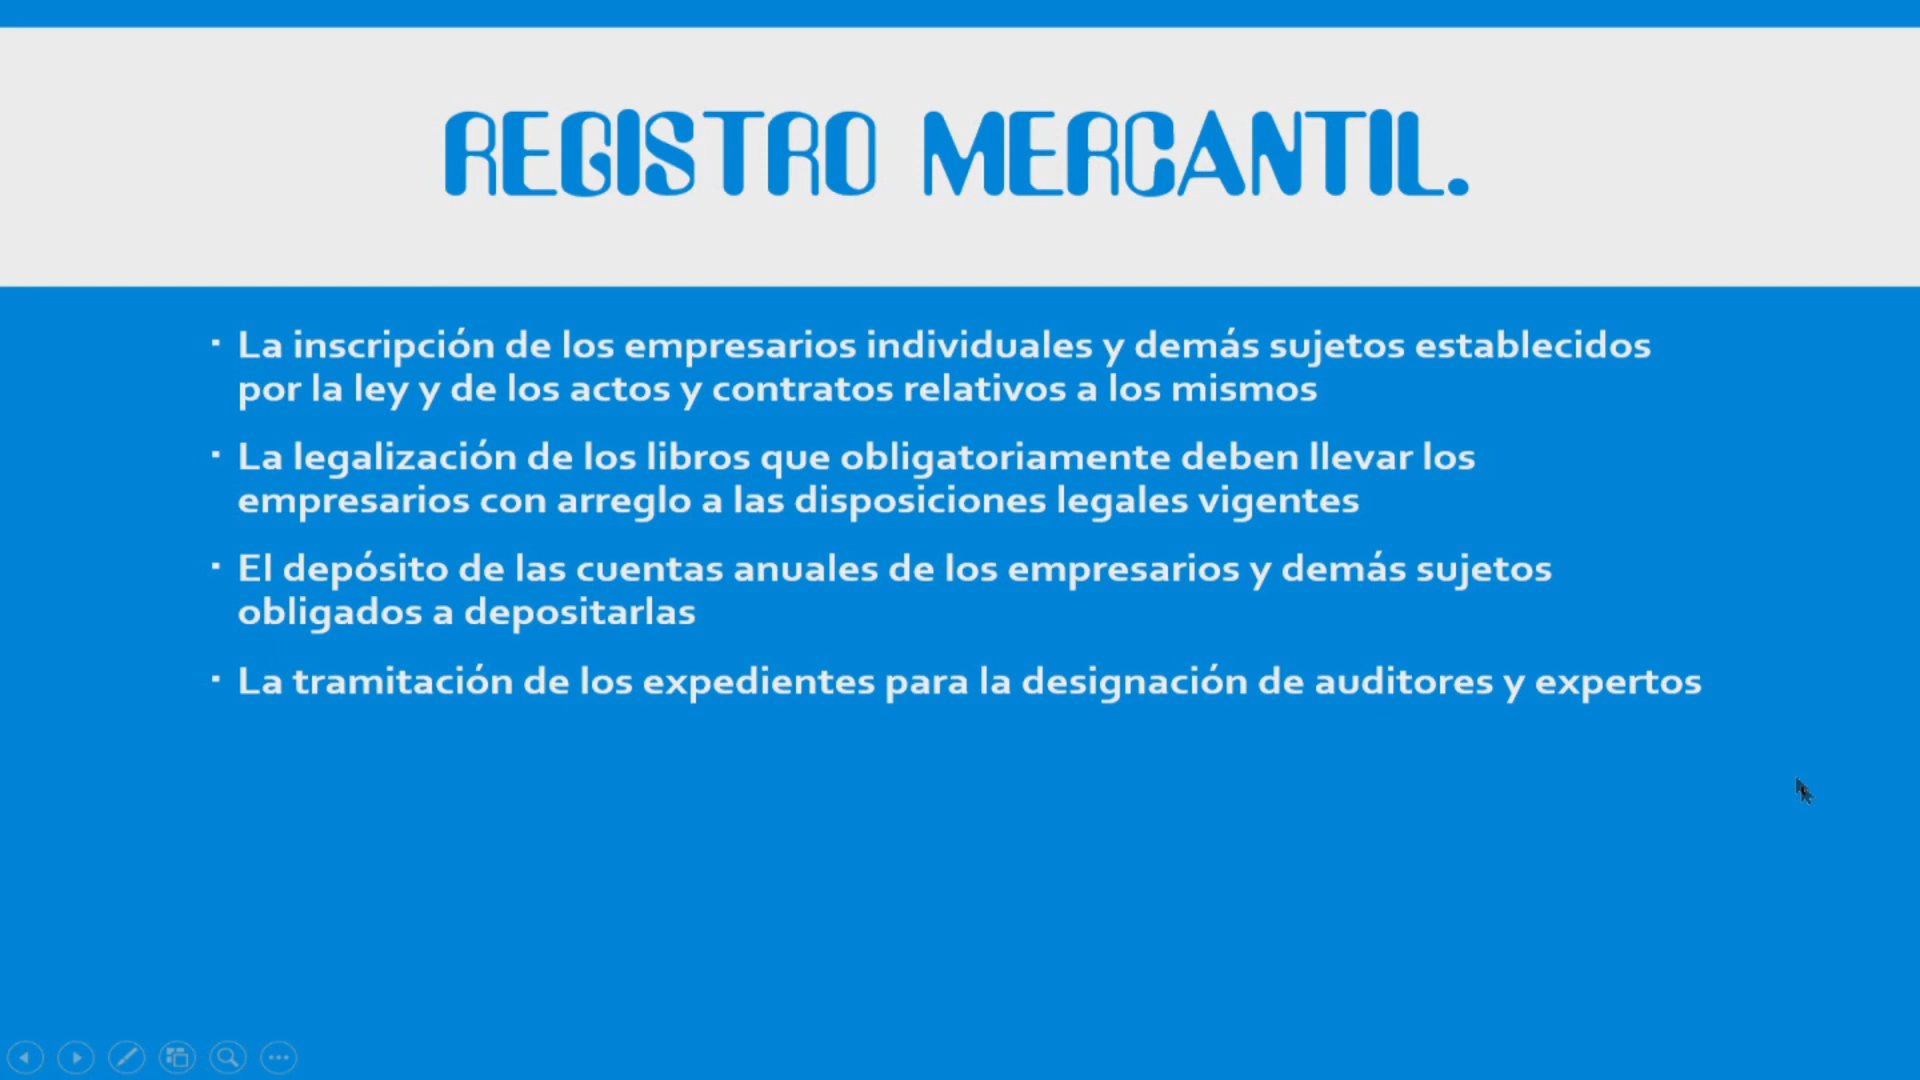 REGISTRO MERCANTIL.
▪ La inscripción de los empresarios individuales y demás sujetos establecidos
por la ley y de los actos y contratos relativos a los mismos
▪ La legalización de los libros que obligatoriamente deben llevar los
empresarios con arreglo a las disposiciones legales vigentes
▪ El depósito de las cuentas anuales de los empresarios y demás sujetos
obligados a depositarlas
▪ La tramitación de los expedientes para la designación de auditores y expertos